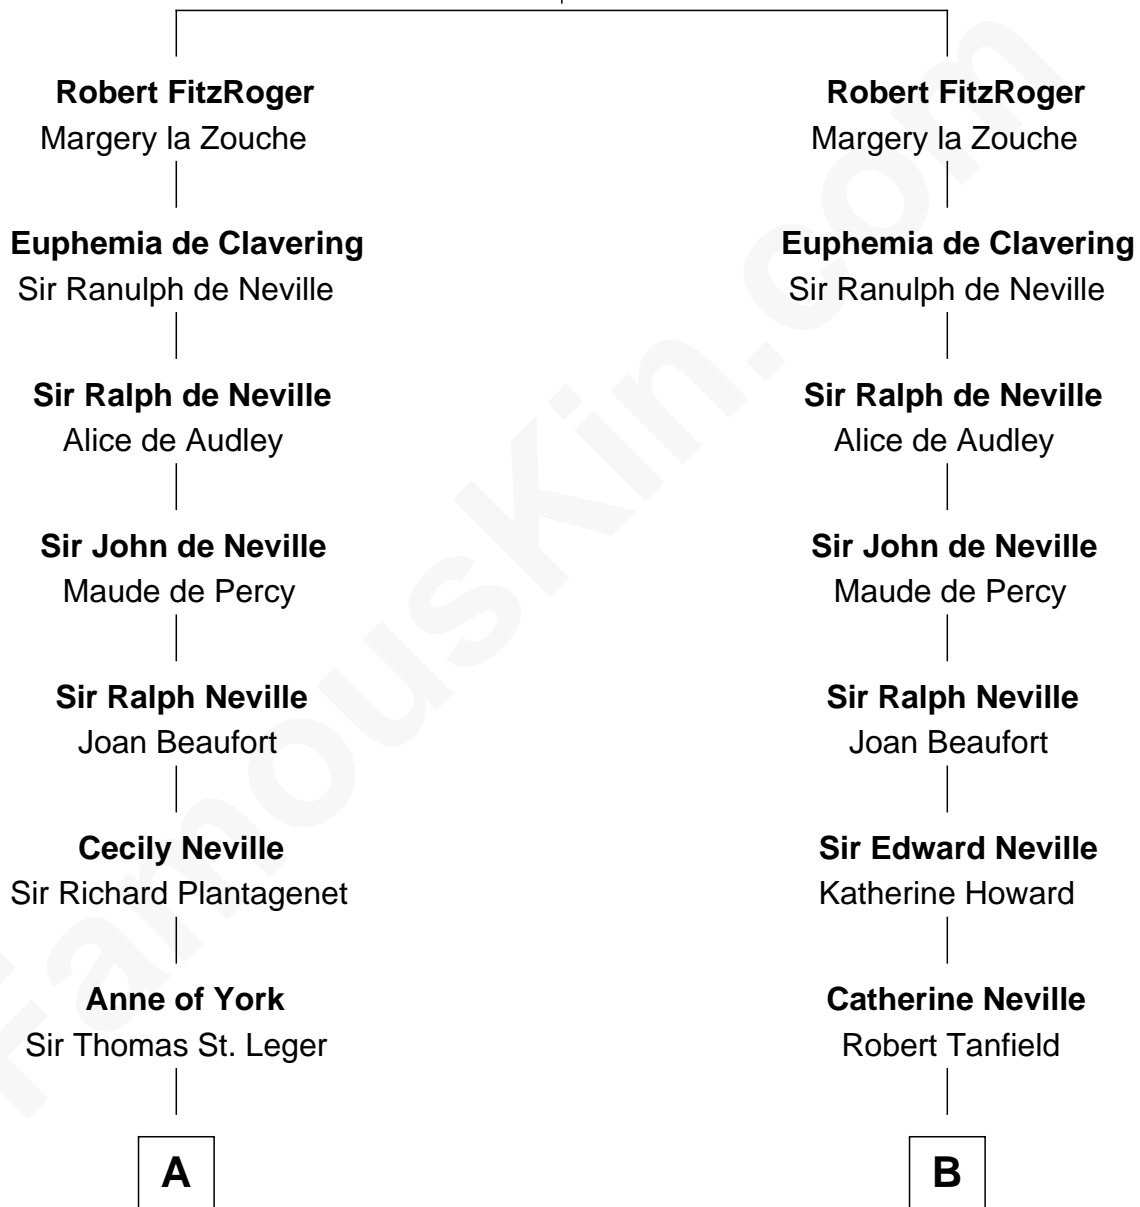 Robert FitzRoger
Margery la Zouche
Euphemia de Clavering
Sir Ranulph de Neville
Sir Ralph de Neville
Alice de Audley
Sir John de Neville
Maude de Percy
Sir Ralph Neville
Joan Beaufort
Cecily Neville
Sir Richard Plantagenet
Anne of York
Sir Thomas St. Leger
A
Robert FitzRoger
Margery la Zouche
Euphemia de Clavering
Sir Ranulph de Neville
Sir Ralph de Neville
Alice de Audley
Sir John de Neville
Maude de Percy
Sir Ralph Neville
Joan Beaufort
Sir Edward Neville
Katherine Howard
Catherine Neville
Robert Tanfield
B
FamousKin.com